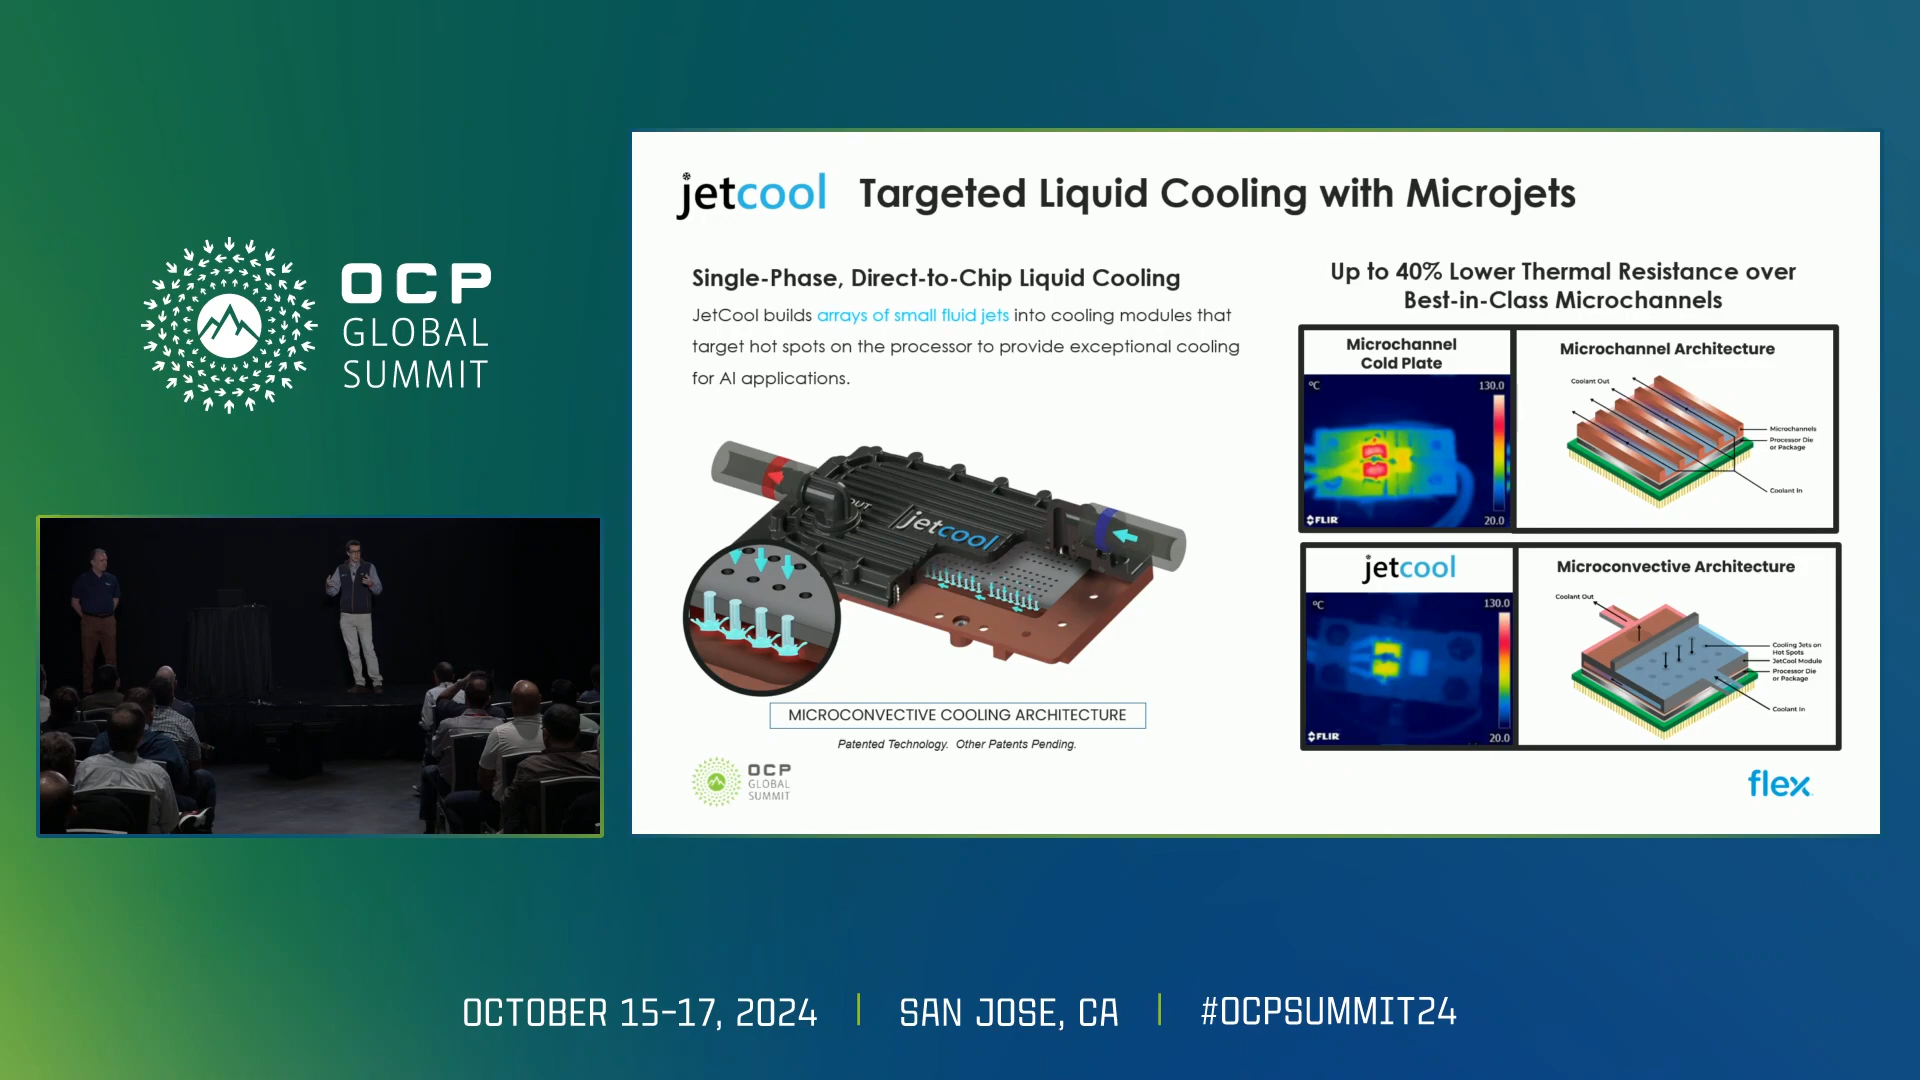 OCP
GLOBAL
SUMMIT
jetcool
Targeted Liquid Cooling with Microjets
Single-Phase, Direct-to-Chip Liquid Cooling
JetCool builds arrays of small fluid jets into cooling modules that
target hot spots on the processor to provide exceptional cooling
for AI applications.
OUT
jetcool
MICROCONVECTIVE COOLING ARCHITECTURE
Patented Technology. Other Patents Pending.
OCP
GLOBAL
SUMMIT
Up to 40% Lower Thermal Resistance over
Best-in-Class Microchannels
Microchannel
Cold Plate
°C
130.0
FLIR
20.0
Microchannel Architecture
Coolant Out
Microchannels
Processor Die
or Package
Coolant In
jetcool
°C
130.0
FLIR
20.0
Microconvective Architecture
Coolant Out
Cooling Jets on
Hot Spots
JetCool Module
Processor Die
or Package
Coolant In
flex
OCTOBER 15-17, 2024 | SAN JOSE, CA | #OCPSUMMIT24